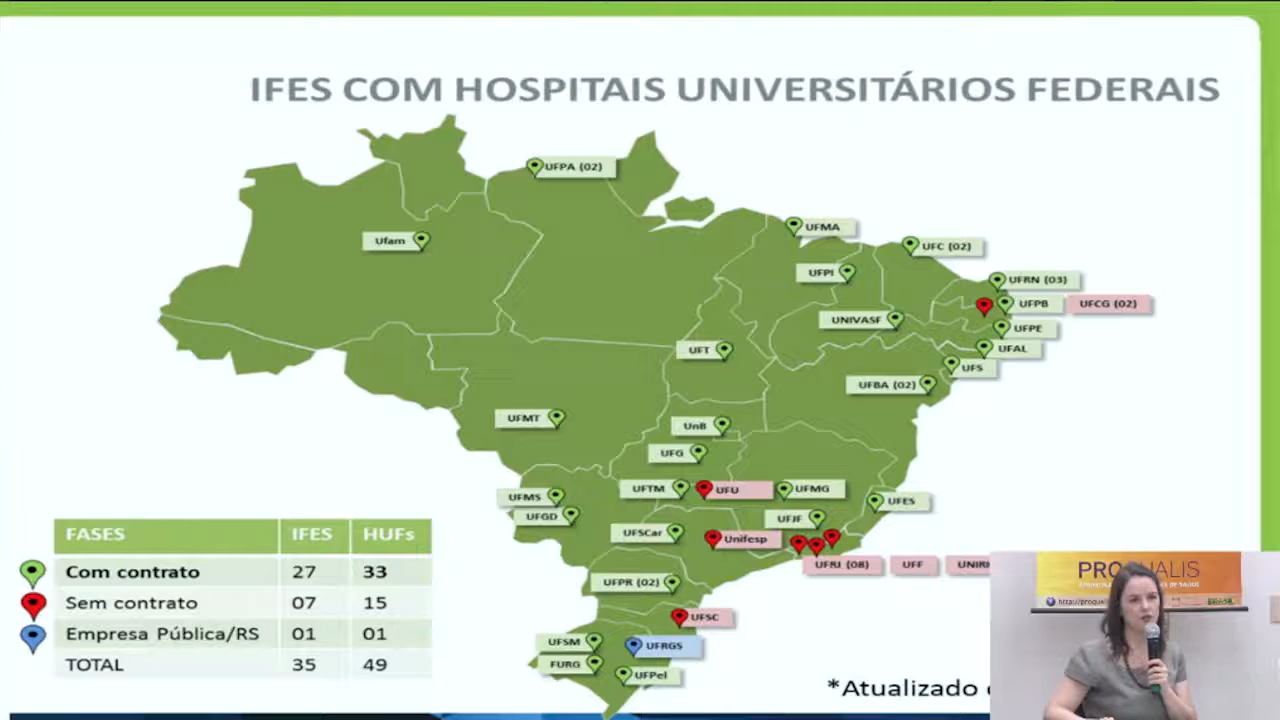 IFES COM HOSPITAIS UNIVERSITÁRIOS FEDERAIS
UFPA (02)
Ufam
UFMA
UFC (02)
UFPI
UFRN (03)
UFPB
UFCG (02)
UNIVASF
UFPE
UFT
UFAL
UFS
UFBA (02)
UFMT
UnB
UFG
UFTM
UFU
UFMG
UFMS
UFES
UFGD
UFJF
UFSCar
Unifesp
UFRJ (08)
UFF
UFPR (02)
UFSC
UFSM
UFRGS
FURG
UFPel
FASES IFES HUFs
Com contrato 27 33
Sem contrato 07 15
Empresa Pública/RS 01 01
TOTAL 35 49
*Atualizado